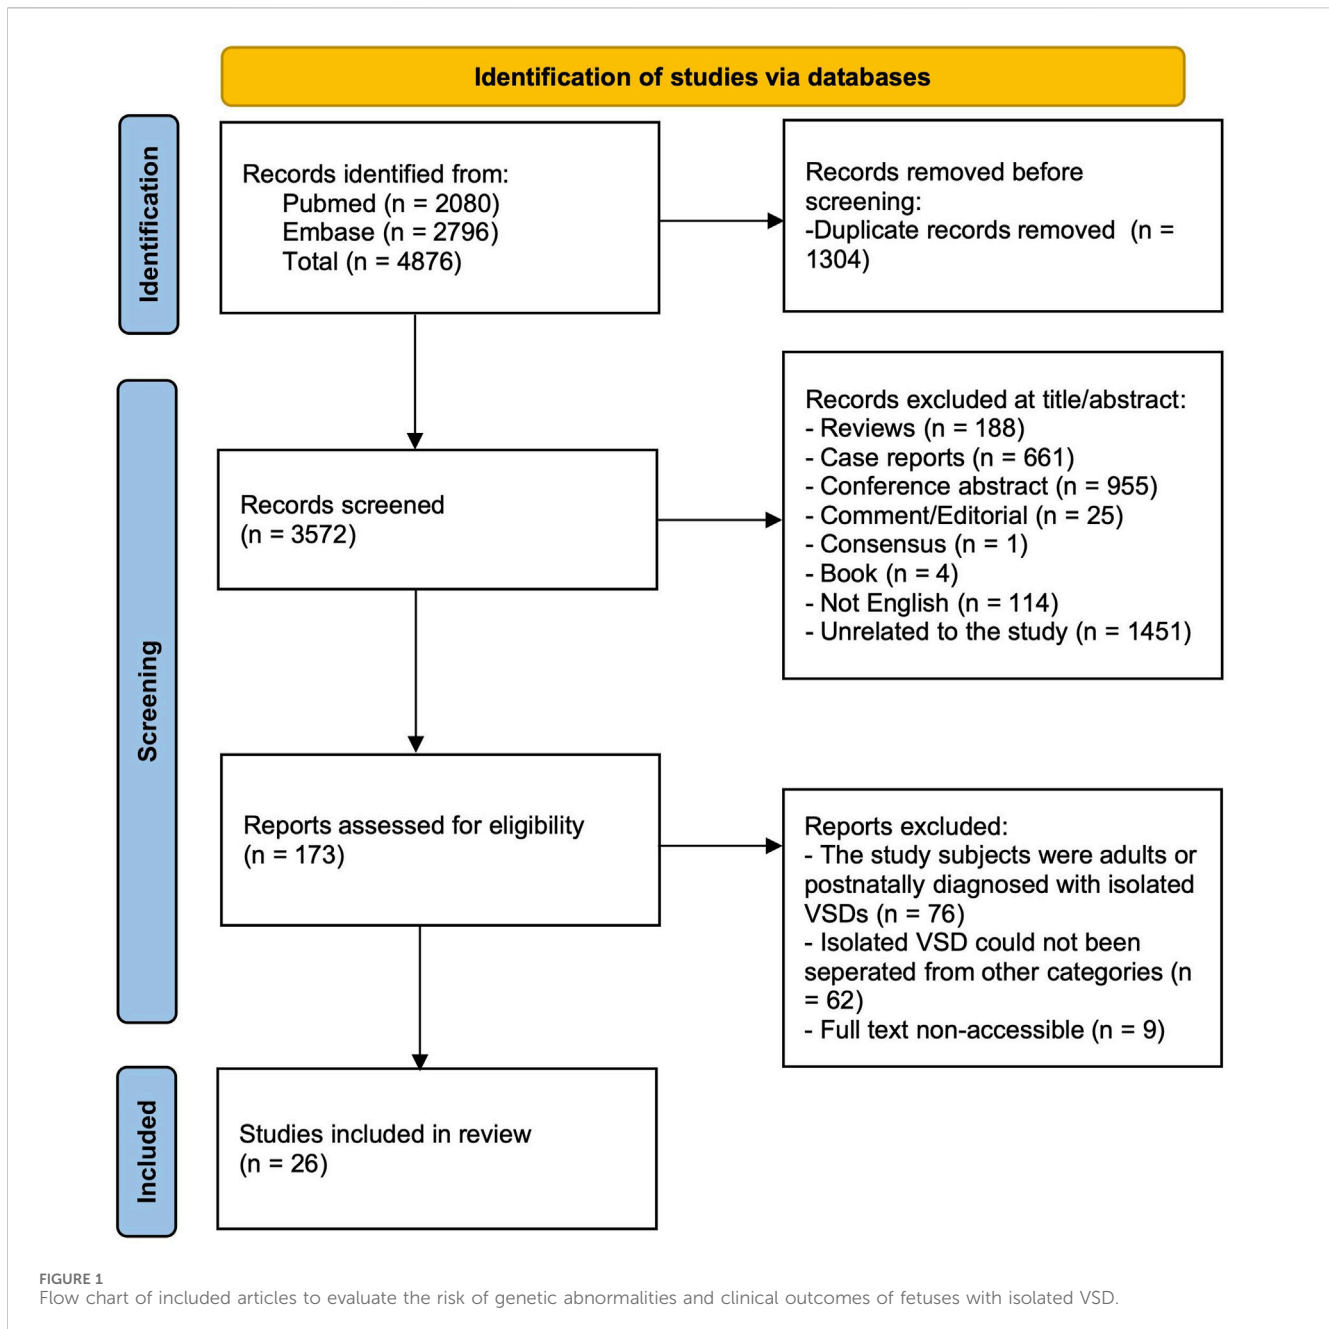 Identification of studies via databases
Identification
Records identified from:
Pubmed (n = 2080)
Embase (n = 2796)
Total (n = 4876)
Records removed before
screening:
-Duplicate records removed (n =
1304)
Screening
Records screened
(n = 3572)
Records excluded at title/abstract:
- Reviews (n = 188)
- Case reports (n = 661)
- Conference abstract (n = 955)
- Comment/Editorial (n = 25)
- Consensus (n = 1)
- Book (n = 4)
- Not English (n = 114)
- Unrelated to the study (n = 1451)
Reports assessed for eligibility
(n = 173)
Reports excluded:
- The study subjects were adults or
postnatally diagnosed with isolated
VSDs (n = 76)
- Isolated VSD could not been
seperated from other categories (n
= 62)
- Full text non-accessible (n = 9)
Included
Studies included in review
(n = 26)
FIGURE 1
Flow chart of included articles to evaluate the risk of genetic abnormalities and clinical outcomes of fetuses with isolated VSD.